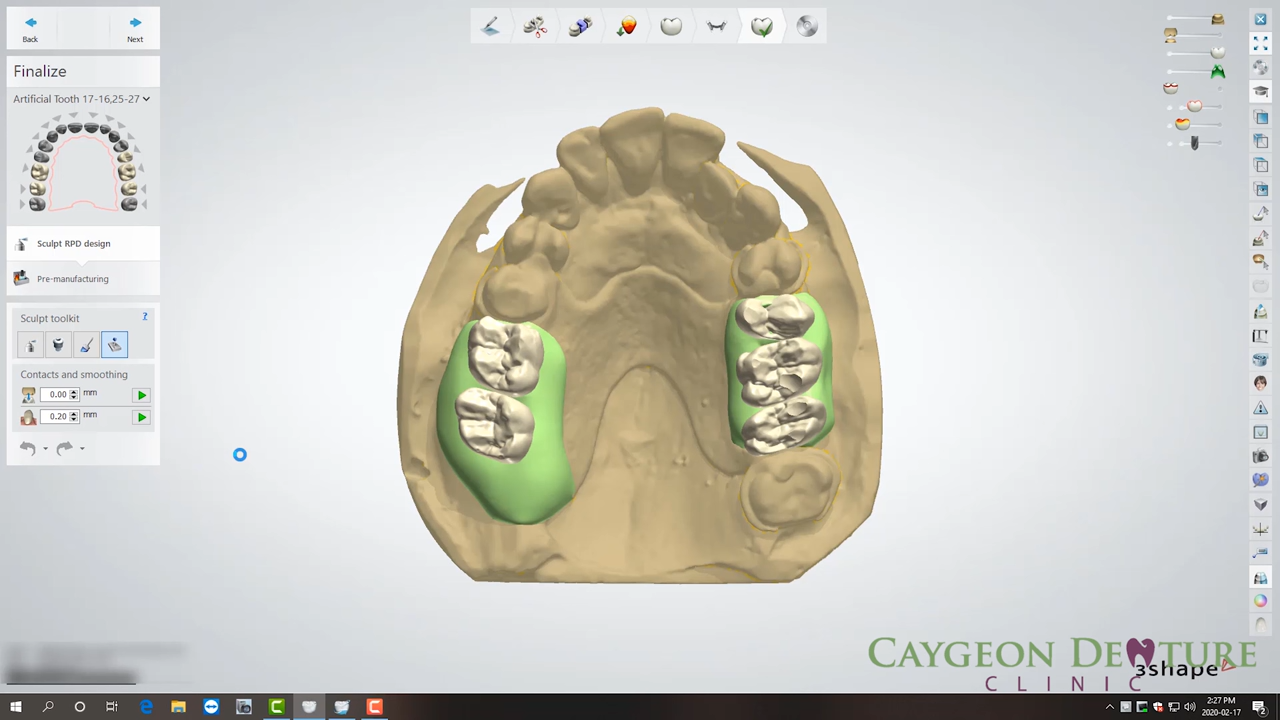 Back
Next
Finalize
Artificial Tooth 17-16,25-27
Sculpt RPD design
Pre-manufacturing
Sculpt toolkit
?
Contacts and smoothing
0.00 mm
0.20 mm
CAYGEON DENTURE
CLINIC
3shape
2:27 PM
2020-02-17
2